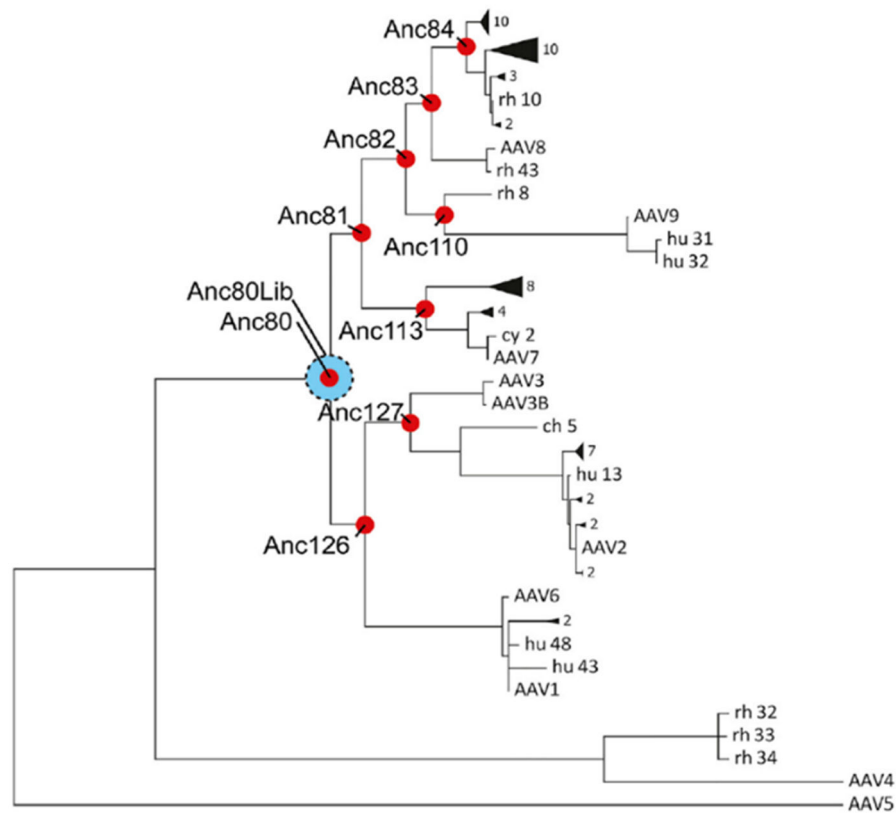 10
Anc84
10
3
Anc83
rh 10
2
Anc82
AAV8
rh 43
rh 8
Anc81
AAV9
Anc110
hu 31
hu 32
8
Anc80Lib
4
Anc80
Anc113
cy 2
AAV7
AAV3
AAV3B
Anc127
ch 5
7
hu 13
2
2
Anc126
AAV2
2
AAV6
2
hu 48
hu 43
AAV1
rh 32
rh 33
rh 34
AAV4
AAV5